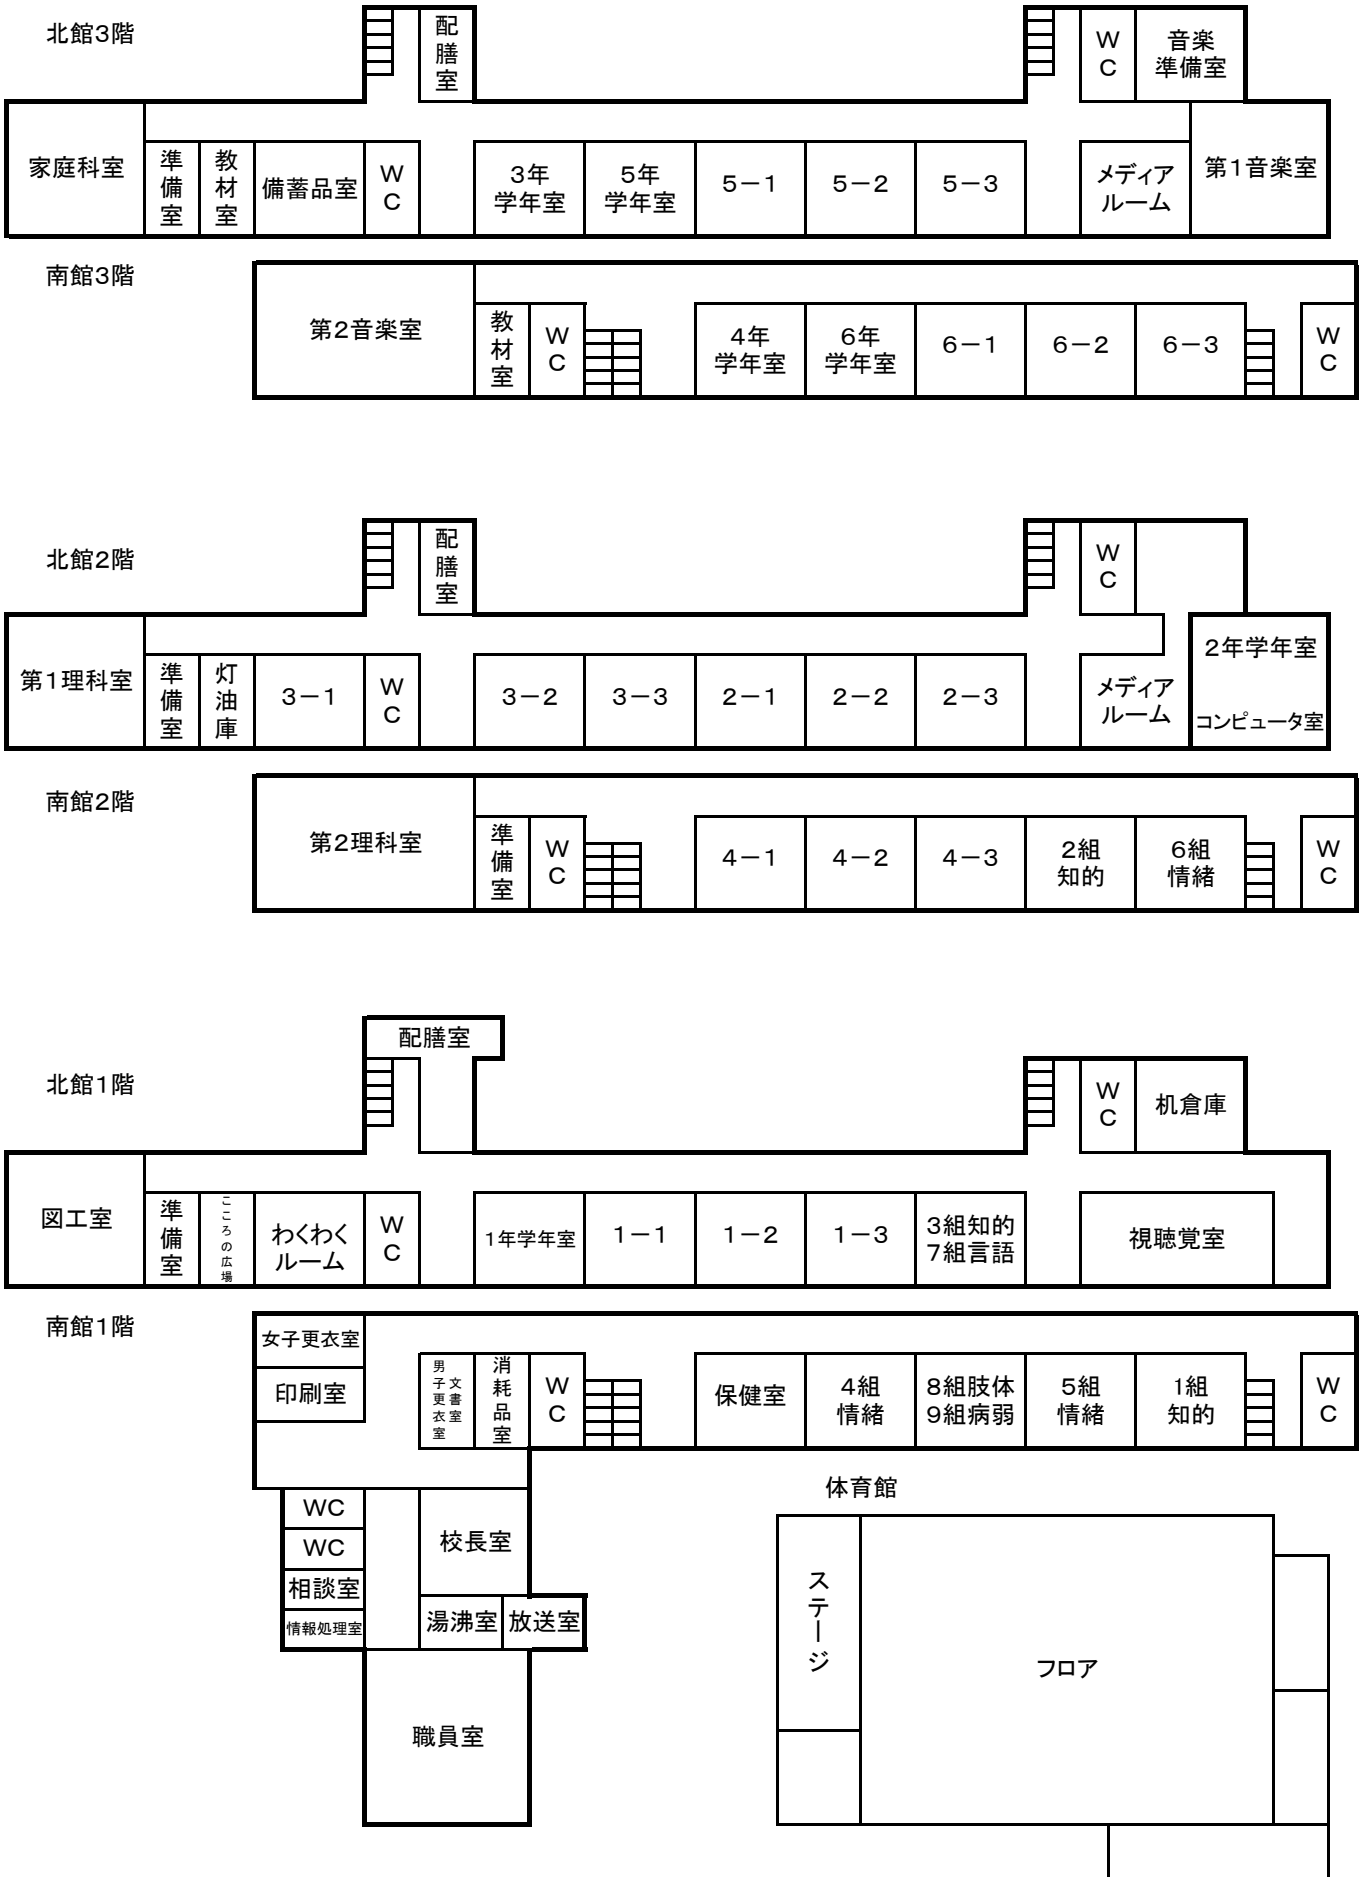 北館３階
配膳室
ＷＣ
音楽
準備室
家庭科室
準備室
教材室
備蓄品室
ＷＣ
３年
学年室
５年
学年室
５－１
５－２
５－３
メディア
ルーム
第１音楽室
南館３階
第２音楽室
教材室
ＷＣ
４年
学年室
６年
学年室
６－１
６－２
６－３
ＷＣ
北館２階
配膳室
ＷＣ
第１理科室
準備室
灯油庫
３－１
ＷＣ
３－２
３－３
２－１
２－２
２－３
メディア
ルーム
２年学年室
コンピュータ室
南館２階
第２理科室
準備室
ＷＣ
４－１
４－２
４－３
２組
知的
６組
情緒
ＷＣ
北館１階
配膳室
ＷＣ
机倉庫
図工室
準備室
こころの広場
わくわく
ルーム
ＷＣ
１年学年室
１－１
１－２
１－３
３組知的
７組言語
視聴覚室
南館１階
女子更衣室
印刷室
男子更衣室
文書室
消耗品室
ＷＣ
保健室
４組
情緒
８組肢体
９組病弱
５組
情緒
１組
知的
ＷＣ
ＷＣ
ＷＣ
相談室
情報処理室
校長室
湯沸室
放送室
職員室
体育館
ステージ
フロア